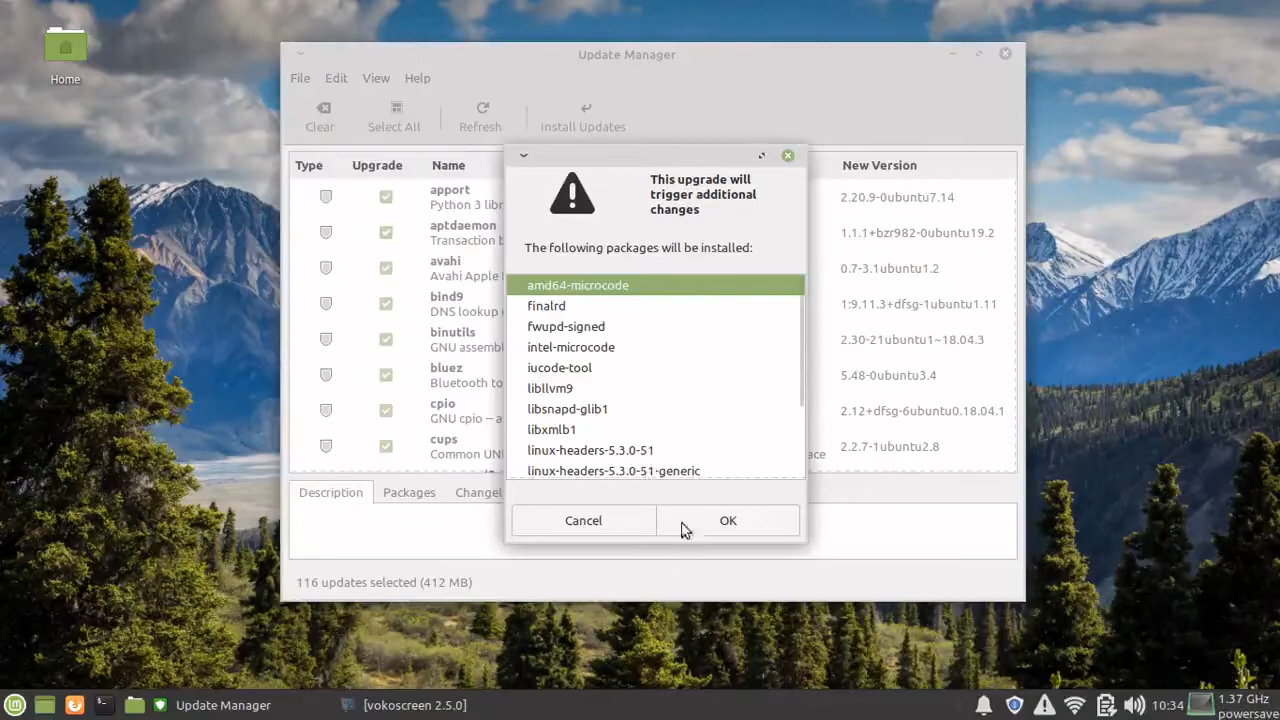 Home
Update Manager
File Edit View Help
Clear Select All Refresh Install Updates
Type Upgrade Name New Version
apport
Python 3 libr
2.20.9-0ubuntu7.14
aptdaemon
Transaction b
1.1.1+bzr982-0ubuntu19.2
avahi
Avahi Apple
0.7-3.1ubuntu1.2
bind9
DNS lookup
1:9.11.3+dfsg-1ubuntu1.11
binutils
GNU assemb
2.30-21ubuntu1~18.04.3
bluez
Bluetooth to
5.48-0ubuntu3.4
cpio
GNU cpio -- a
2.12+dfsg-6ubuntu0.18.04.1
cups
Common UN
ace
2.2.7-1ubuntu2.8
This upgrade will
trigger additional
changes
The following packages will be installed:
amd64-microcode
finalrd
fwupd-signed
intel-microcode
iucode-tool
libllvm9
libsnapd-glib1
libxmlb1
linux-headers-5.3.0-51
linux-headers-5.3.0-51-generic
Cancel OK
Description Packages Changel
116 updates selected (412 MB)
Update Manager [vokoscreen 2.5.0] 10:34 1.37 GHz
powersave